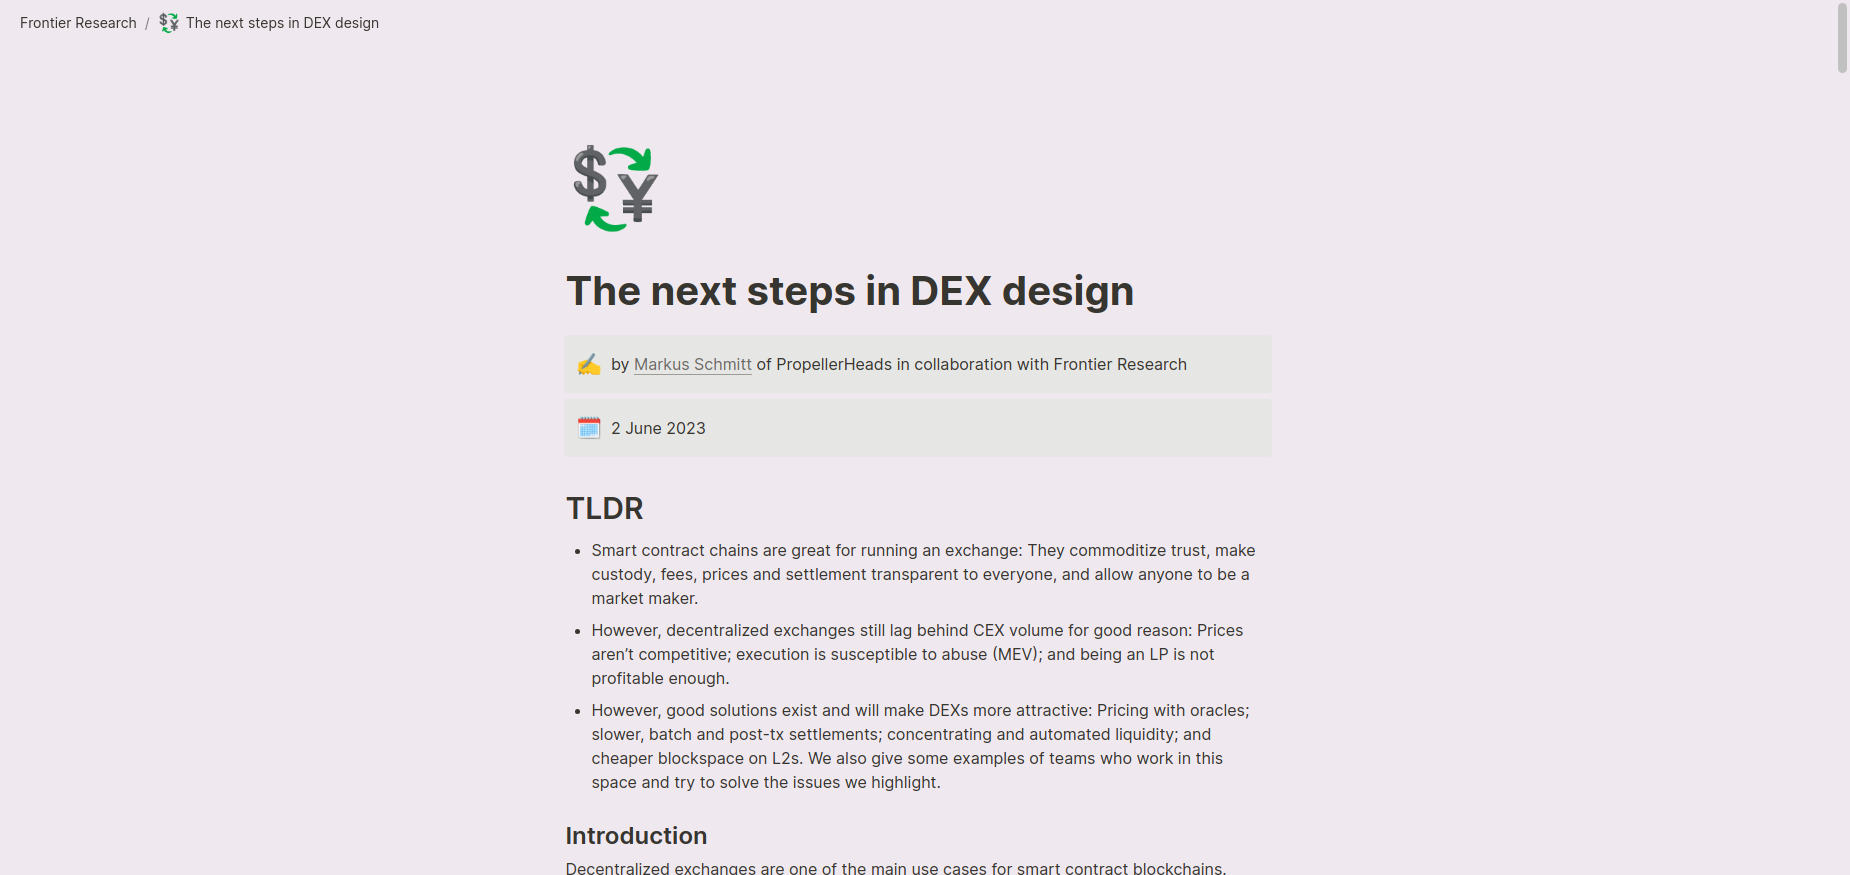 Frontier Research / The next steps in DEX design
The next steps in DEX design
by Markus Schmitt of PropellerHeads in collaboration with Frontier Research
2 June 2023
TLDR
• Smart contract chains are great for running an exchange: They commoditize trust, make
custody, fees, prices and settlement transparent to everyone, and allow anyone to be a
market maker.
• However, decentralized exchanges still lag behind CEX volume for good reason: Prices
aren’t competitive; execution is susceptible to abuse (MEV); and being an LP is not
profitable enough.
• However, good solutions exist and will make DEXs more attractive: Pricing with oracles;
slower, batch and post-tx settlements; concentrating and automated liquidity; and
cheaper blockspace on L2s. We also give some examples of teams who work in this
space and try to solve the issues we highlight.
Introduction
Decentralized exchanges are one of the main use cases for smart contract blockchains.